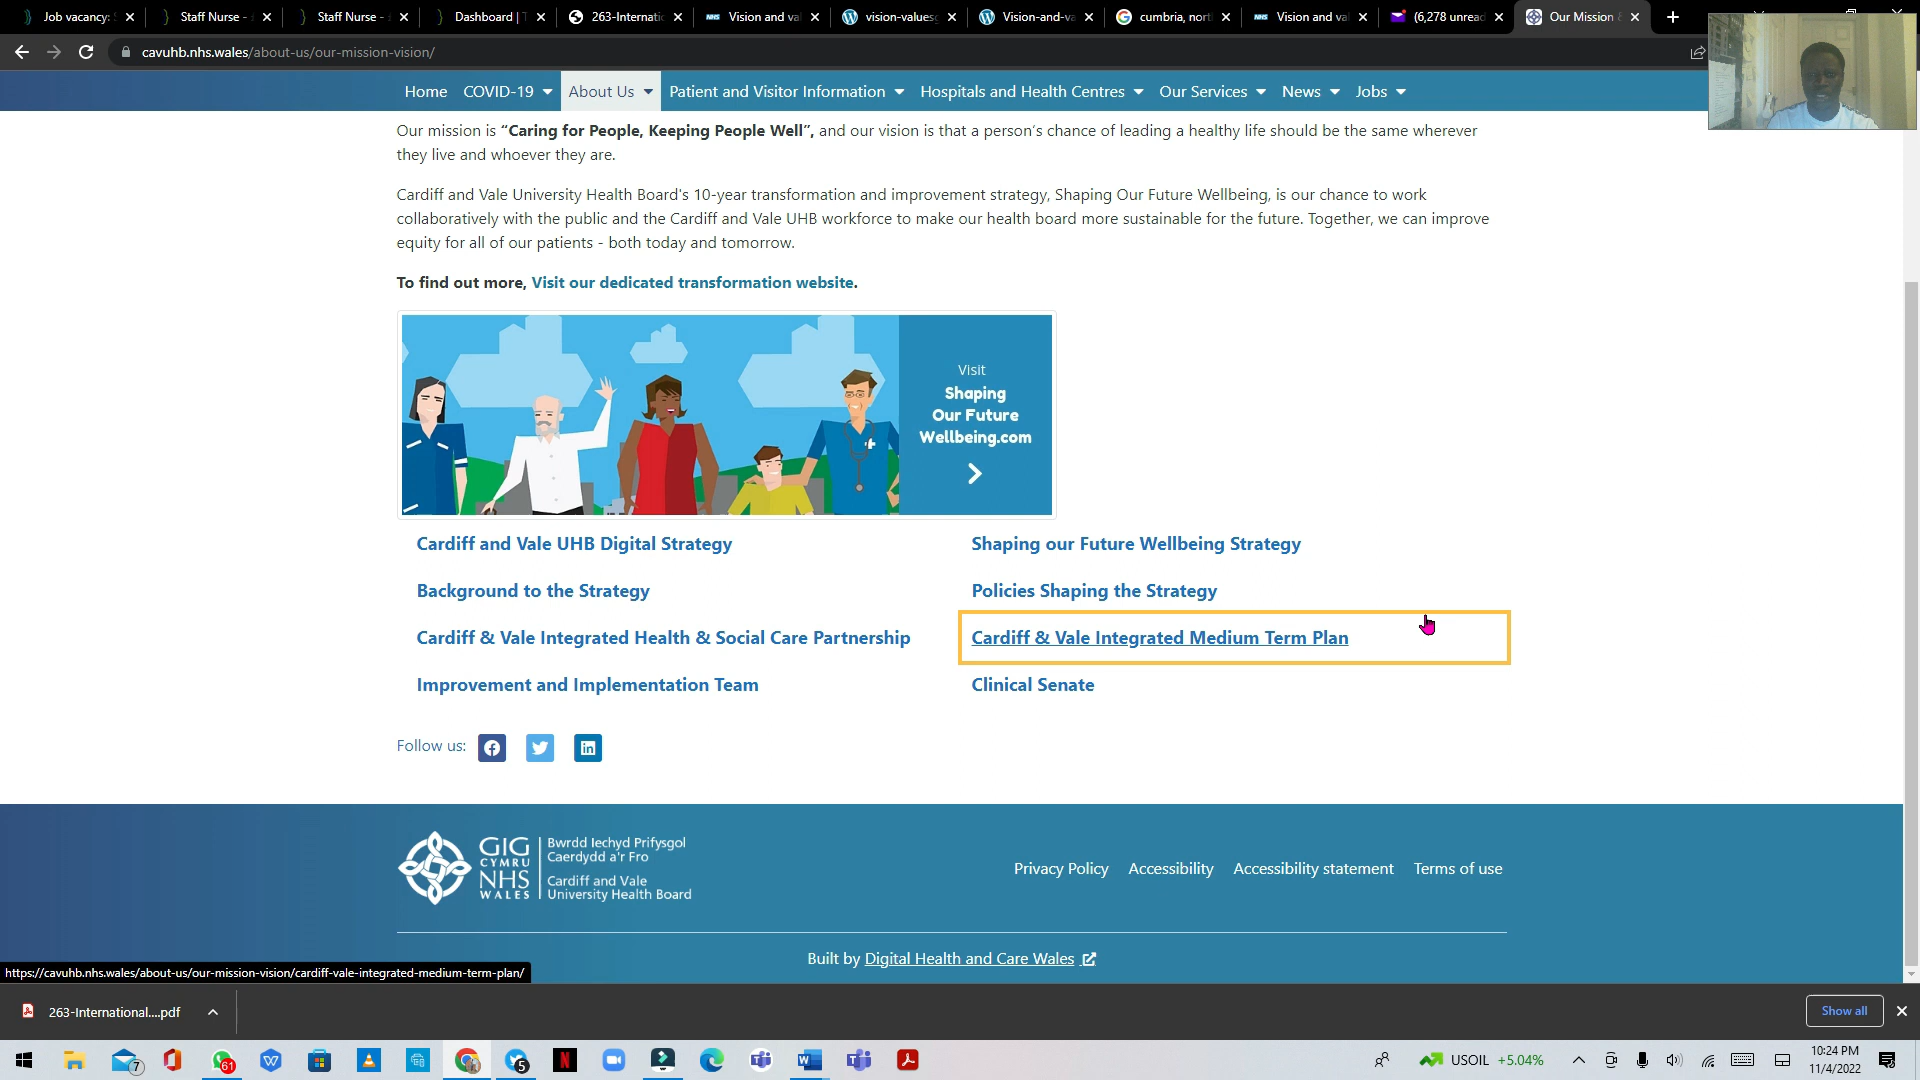 Job vacancy:
Staff Nurse -
Staff Nurse -
Dashboard | T
263-Internati
Vision and va
vision-values
Vision-and-va
cumbria, nort
Vision and va
(6,278 unread
Our Mission &
cavuhb.nhs.wales/about-us/our-mission-vision/
Home COVID-19 About Us Patient and Visitor Information Hospitals and Health Centres Our Services News Jobs
Our mission is “Caring for People, Keeping People Well”, and our vision is that a person’s chance of leading a healthy life should be the same wherever
they live and whoever they are.
Cardiff and Vale University Health Board's 10-year transformation and improvement strategy, Shaping Our Future Wellbeing, is our chance to work
collaboratively with the public and the Cardiff and Vale UHB workforce to make our health board more sustainable for the future. Together, we can improve
equity for all of our patients - both today and tomorrow.
To find out more, Visit our dedicated transformation website.
Visit
Shaping
Our Future
Wellbeing.com
Cardiff and Vale UHB Digital Strategy
Shaping our Future Wellbeing Strategy
Background to the Strategy
Policies Shaping the Strategy
Cardiff & Vale Integrated Health & Social Care Partnership
Cardiff & Vale Integrated Medium Term Plan
Improvement and Implementation Team
Clinical Senate
Follow us:
GIG
CYMRU
NHS
WALES
Bwrdd Iechyd Prifysgol
Caerdydd a'r Fro
Cardiff and Vale
University Health Board
Privacy Policy Accessibility Accessibility statement Terms of use
Built by Digital Health and Care Wales
https://cavuhb.nhs.wales/about-us/our-mission-vision/cardiff-vale-integrated-medium-term-plan/
263-International....pdf
Show all
7
61
5
USOIL +5.04%
10:24 PM
11/4/2022